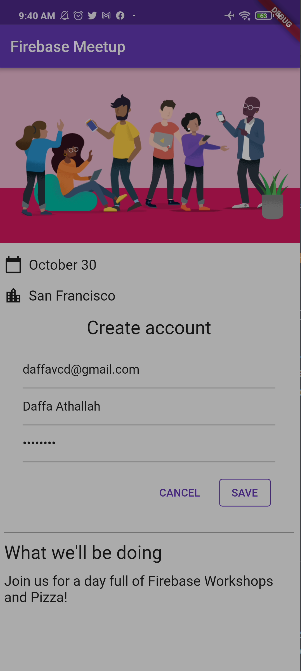 9:40 AM
63
DEBUG
Firebase Meetup
October 30
San Francisco
Create account
daffavcd@gmail.com
Daffa Athallah
••••••••
CANCEL
SAVE
What we'll be doing
Join us for a day full of Firebase Workshops
and Pizza!